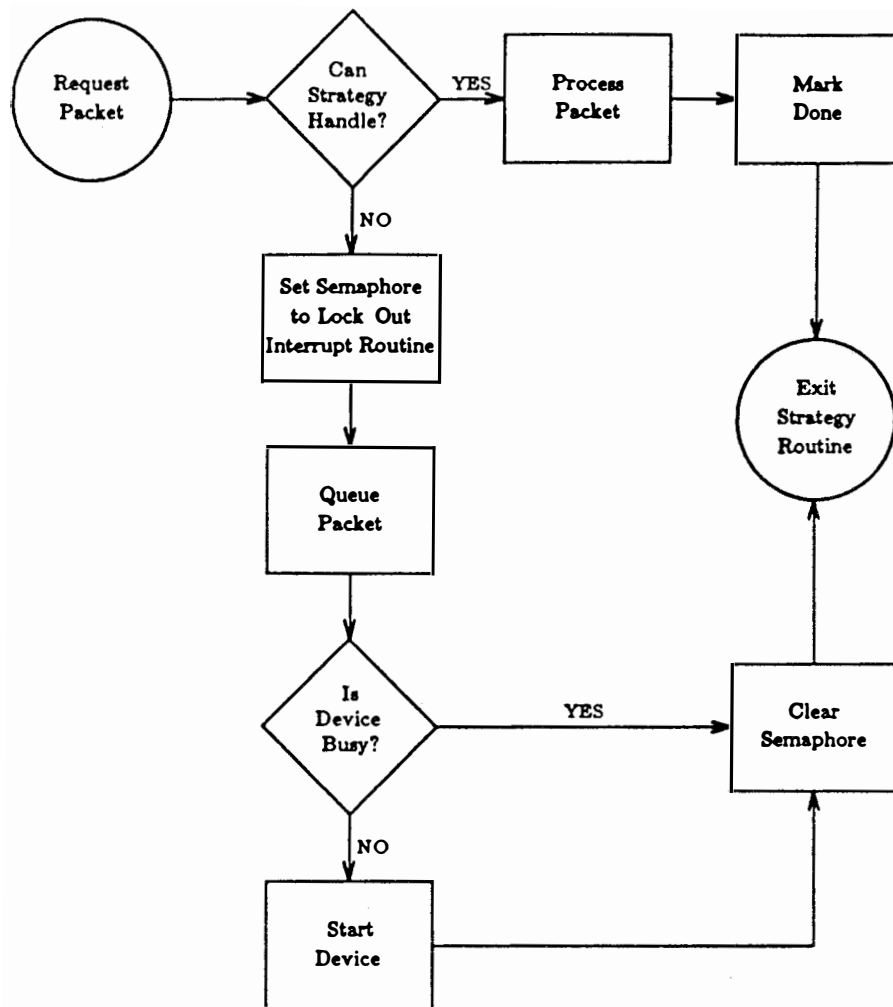 Request
Packet
Can
Strategy
Handle?
YES
Process
Packet
Mark
Done
NO
Set Semaphore
to Lock Out
Interrupt Routine
Exit
Strategy
Routine
Queue
Packet
Is
Device
Busy?
YES
Clear
Semaphore
NO
Start
Device